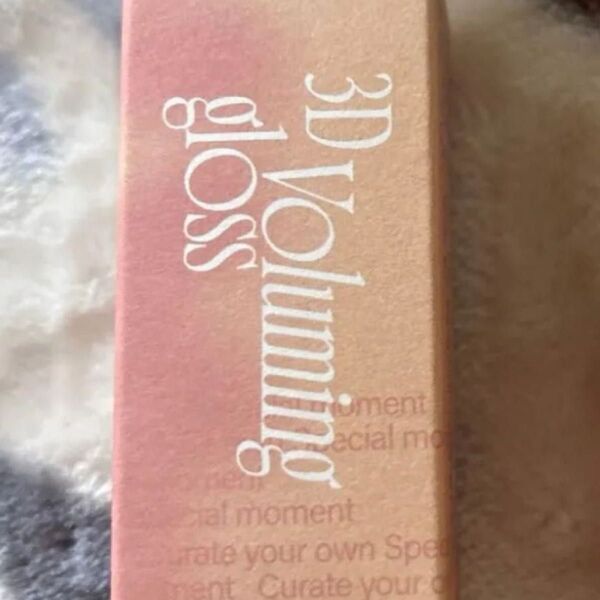 3D Voluming
gloss
moment
Special mo
ment
cial moment
urate your own Spe
ment Curate your o